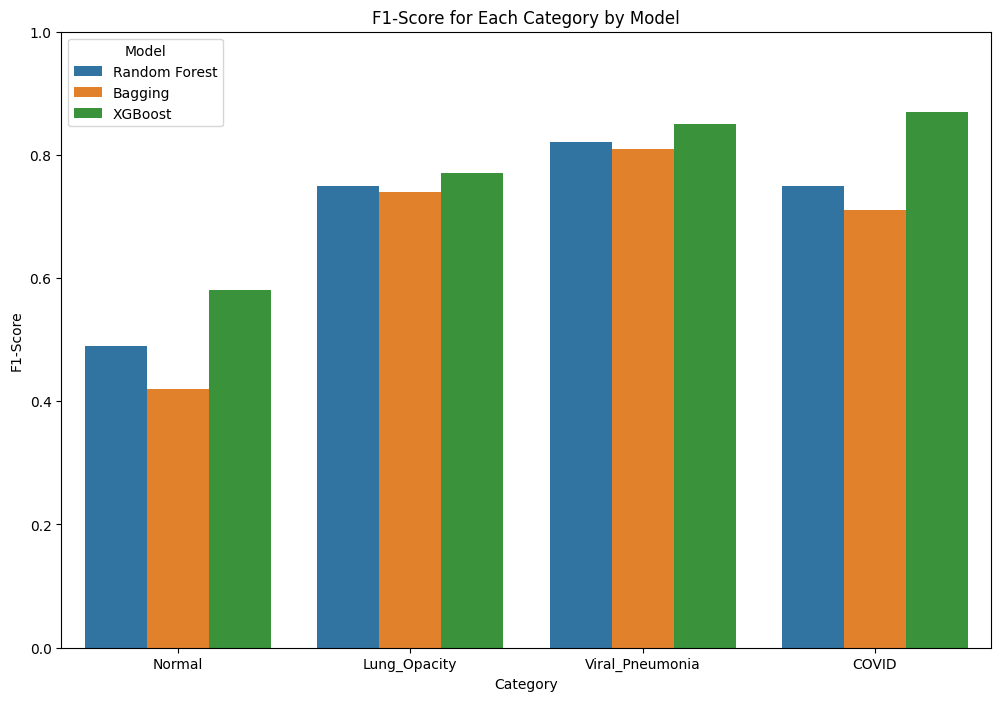 F1-Score for Each Category by Model
Model
Random Forest
Bagging
XGBoost
1.0
0.8
0.6
0.4
0.2
0.0
F1-Score
Normal
Lung_Opacity
Viral_Pneumonia
COVID
Category